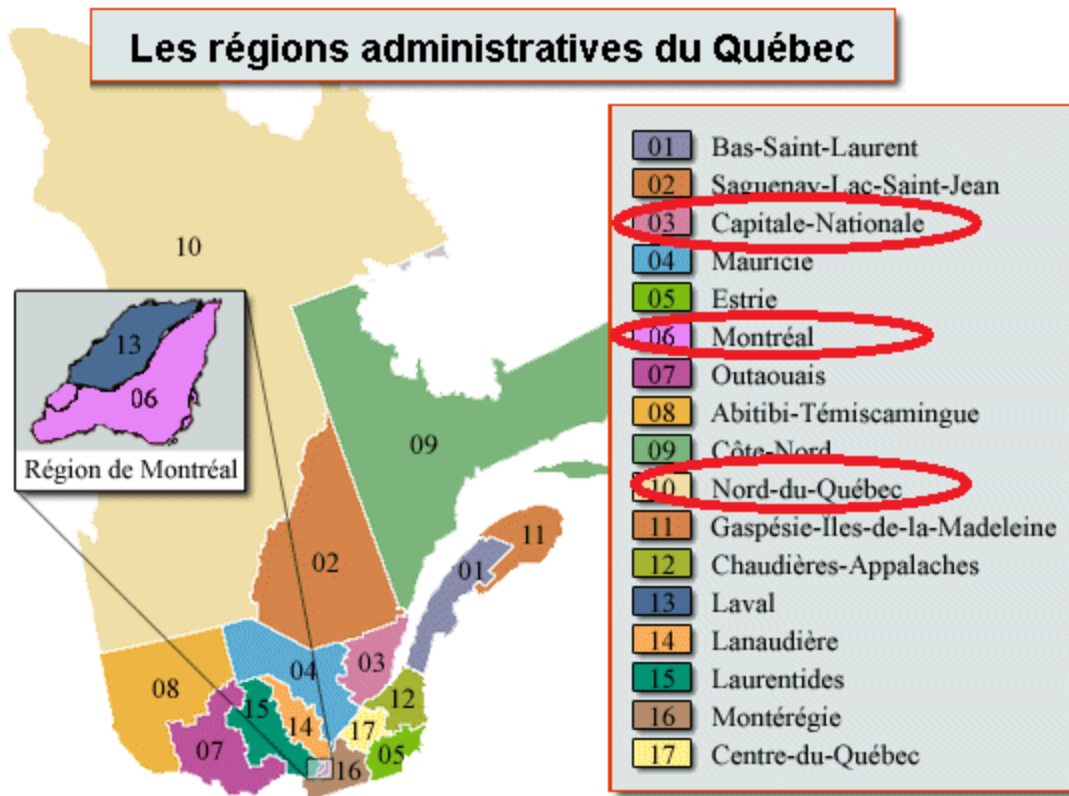 Les régions administratives du Québec
01 Bas-Saint-Laurent
02 Saguenay-Lac-Saint-Jean
03 Capitale-Nationale
04 Mauricie
05 Estrie
06 Montréal
07 Outaouais
08 Abitibi-Témiscamingue
09 Côte-Nord
10 Nord-du-Québec
11 Gaspésie-Îles-de-la-Madeleine
12 Chaudières-Appalaches
13 Laval
14 Lanaudière
15 Laurentides
16 Montérégie
17 Centre-du-Québec
10
13
06
Région de Montréal
09
11
02
01
03
04
08
12
15
14
17
07
05
16